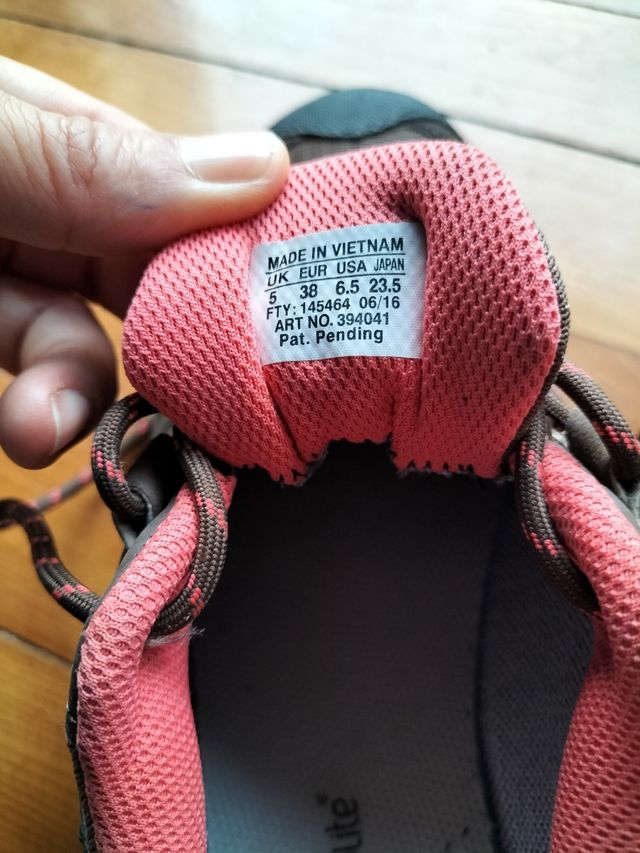 MADE IN VIETNAM
UK EUR USA JAPAN
5 38 6.5 23.5
FTY: 145464 06/16
ART NO. 394041
Pat. Pending